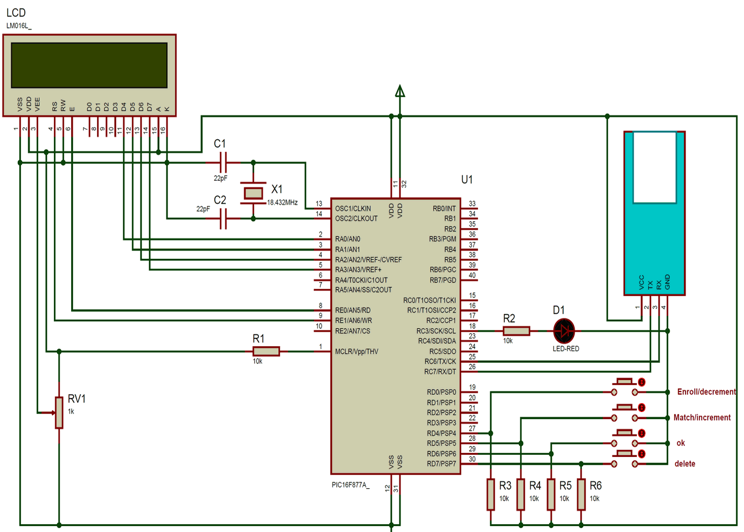 LCD
LM016L_
VSS
VDD
VEE
RS
RW
E
D0
D1
D2
D3
D4
D5
D6
D7
A
K
1
2
3
4
5
6
7
8
9
10
11
12
13
14
15
16
C1
22pF
X1
18.432MHz
C2
22pF
U1
11
32
VDD
VDD
13 OSC1/CLKIN
14 OSC2/CLKOUT
2 RA0/AN0
3 RA1/AN1
4 RA2/AN2/VREF-/CVREF
5 RA3/AN3/VREF+
6 RA4/T0CKI/C1OUT
7 RA5/AN4/SS/C2OUT
8 RE0/AN5/RD
9 RE1/AN6/WR
10 RE2/AN7/CS
1 MCLR/Vpp/THV
RB0/INT 33
RB1 34
RB2 35
RB3/PGM 36
RB4 37
RB5 38
RB6/PGC 39
RB7/PGD 40
RC0/T1OSO/T1CKI 15
RC1/T1OSI/CCP2 16
RC2/CCP1 17
RC3/SCK/SCL 18
RC4/SDI/SDA 23
RC5/SDO 24
RC6/TX/CK 25
RC7/RX/DT 26
RD0/PSP0 19
RD1/PSP1 20
RD2/PSP2 21
RD3/PSP3 22
RD4/PSP4 27
RD5/PSP5 28
RD6/PSP6 29
RD7/PSP7 30
VSS
VSS
12
31
PIC16F877A_
R1
10k
RV1
1k
R2
10k
D1
LED-RED
VCC
TX
RX
GND
1
2
3
4
Enroll/decrement
Match/increment
ok
delete
R3
10k
R4
10k
R5
10k
R6
10k